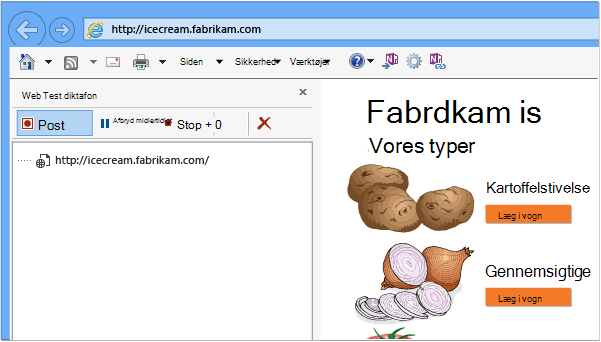 http://icecream.fabrikam.com
Siden Sikkerhed Værktøjer
Web Test diktafon
Post Afbryd midlertidigt Stop + 0
http://icecream.fabrikam.com/
Fabrdkam is
Vores typer
Kartoffelstivelse
Læg i vogn
Gennemsigtige
Læg i vogn